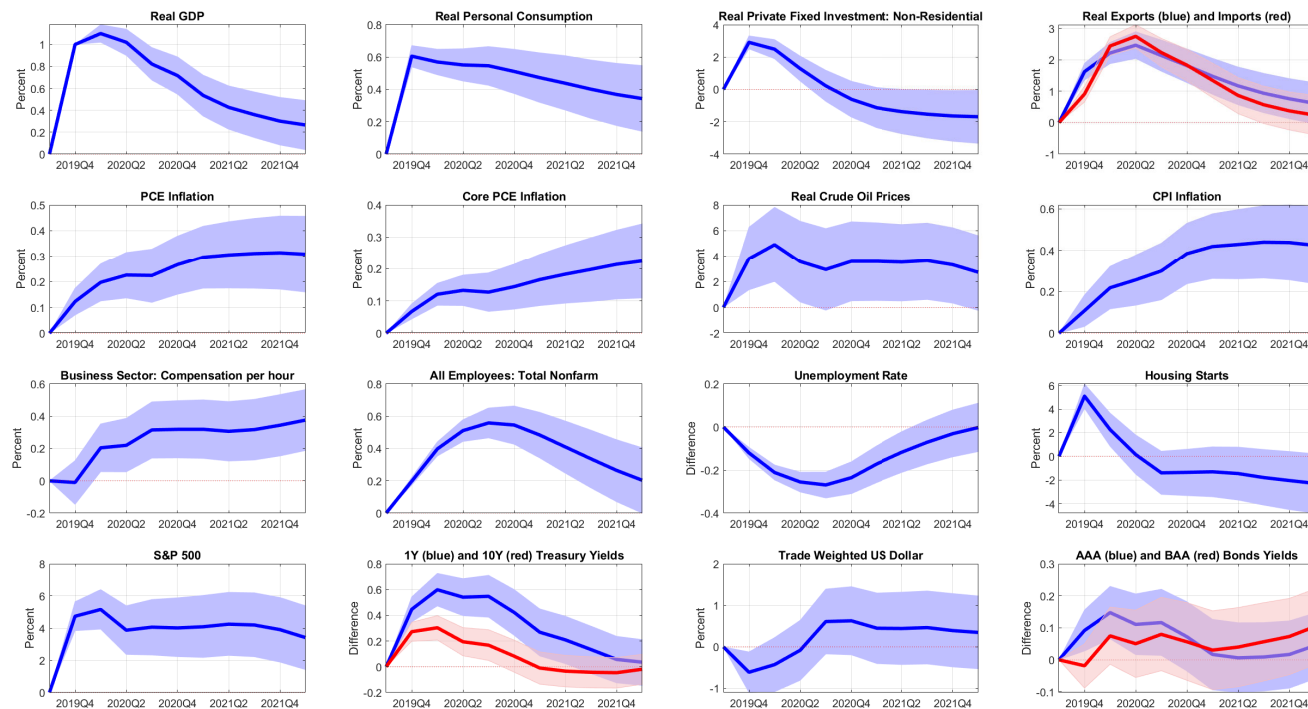 Real GDP
Percent
1
0.8
0.6
0.4
0.2
0
2019Q4 2020Q2 2020Q4 2021Q2 2021Q4
Real Personal Consumption
Percent
0.8
0.6
0.4
0.2
0
2019Q4 2020Q2 2020Q4 2021Q2 2021Q4
Real Private Fixed Investment: Non-Residential
Percent
4
2
0
-2
-4
2019Q4 2020Q2 2020Q4 2021Q2 2021Q4
Real Exports (blue) and Imports (red)
Percent
3
2
1
0
-1
2019Q4 2020Q2 2020Q4 2021Q2 2021Q4
PCE Inflation
Percent
0.5
0.4
0.3
0.2
0.1
0
2019Q4 2020Q2 2020Q4 2021Q2 2021Q4
Core PCE Inflation
Percent
0.4
0.3
0.2
0.1
0
2019Q4 2020Q2 2020Q4 2021Q2 2021Q4
Real Crude Oil Prices
Percent
8
6
4
2
0
-2
2019Q4 2020Q2 2020Q4 2021Q2 2021Q4
CPI Inflation
Percent
0.6
0.4
0.2
0
2019Q4 2020Q2 2020Q4 2021Q2 2021Q4
Business Sector: Compensation per hour
Percent
0.6
0.4
0.2
0
-0.2
2019Q4 2020Q2 2020Q4 2021Q2 2021Q4
All Employees: Total Nonfarm
Percent
0.8
0.6
0.4
0.2
0
2019Q4 2020Q2 2020Q4 2021Q2 2021Q4
Unemployment Rate
Difference
0.2
0
-0.2
-0.4
2019Q4 2020Q2 2020Q4 2021Q2 2021Q4
Housing Starts
Percent
6
4
2
0
-2
-4
2019Q4 2020Q2 2020Q4 2021Q2 2021Q4
S&P 500
Percent
8
6
4
2
0
2019Q4 2020Q2 2020Q4 2021Q2 2021Q4
1Y (blue) and 10Y (red) Treasury Yields
Difference
0.8
0.6
0.4
0.2
0
-0.2
2019Q4 2020Q2 2020Q4 2021Q2 2021Q4
Trade Weighted US Dollar
Percent
2
1
0
-1
2019Q4 2020Q2 2020Q4 2021Q2 2021Q4
AAA (blue) and BAA (red) Bonds Yields
Difference
0.3
0.2
0.1
0
-0.1
2019Q4 2020Q2 2020Q4 2021Q2 2021Q4